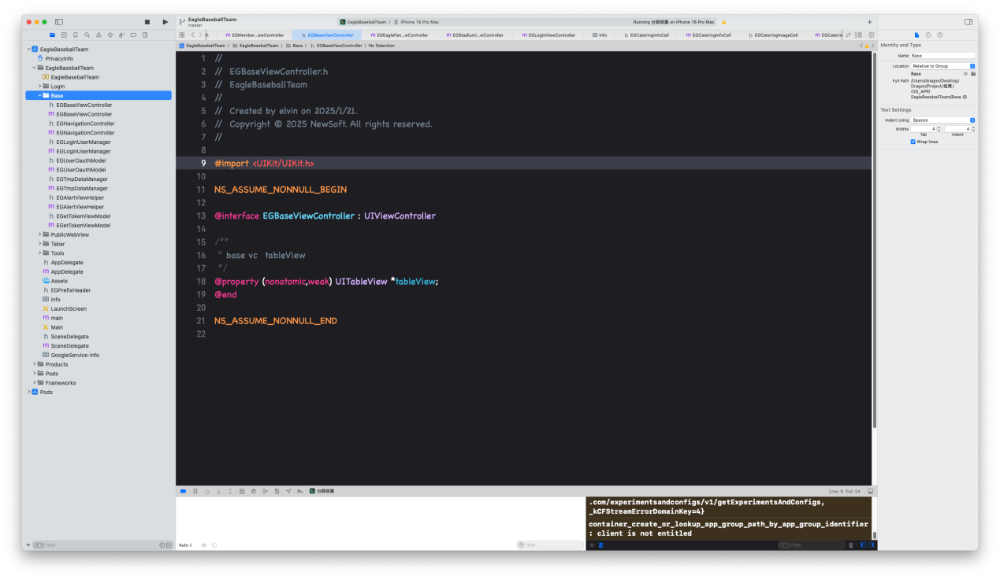 EagleBaseballTeam
master
EagleBaseballTeam
iPhone 16 Pro Max
Running 台鋼雄鷹 on iPhone 16 Pro Max
EGMember...ewController
EGBaseViewController
EGEagleFan...wController
EGStadiumI...wController
EGLoginViewController
Info
EGCateringInfoCell
EGCateringInfoCell
EGCateringImageCell
EGCaterin
EagleBaseballTeam
EagleBaseballTeam
Base
EGBaseViewController
No Selection
EagleBaseballTeam
PrivacyInfo
EagleBaseballTeam
EagleBaseballTeam
Login
Base
EGBaseViewController
EGBaseViewController
EGNavigationController
EGNavigationController
EGLoginUserManager
EGLoginUserManager
EGUserOauthModel
EGUserOauthModel
EGTmpDataManager
EGTmpDataManager
EGAlertViewHelper
EGAlertViewHelper
EGetTokenViewModel
EGetTokenViewModel
PublicWebView
Tabar
Tools
AppDelegate
AppDelegate
Assets
EGPrefixHeader
Info
LaunchScreen
main
Main
SceneDelegate
SceneDelegate
GoogleService-Info
Products
Pods
Frameworks
Pods
Filter
1 //
2 // EGBaseViewController.h
3 // EagleBaseballTeam
4 //
5 // Created by elvin on 2025/1/21.
6 // Copyright © 2025 NewSoft. All rights reserved.
7 //
8
9 #import <UIKit/UIKit.h>
10
11 NS_ASSUME_NONNULL_BEGIN
12
13 @interface EGBaseViewController : UIViewController
14
15 /**
16 * base vc tableView
17 */
18 @property (nonatomic,weak) UITableView *tableView;
19 @end
20
21 NS_ASSUME_NONNULL_END
22
台鋼雄鷹
Line: 9 Col: 24
Auto
Filter
.com/experimentsandconfigs/v1/getExperimentsAndConfigs,
_kCFStreamErrorDomainKey=4}
container_create_or_lookup_app_group_path_by_app_group_identifier
: client is not entitled
Filter
Identity and Type
Name Base
Location Relative to Group
Base
Full Path /Users/dragon/Desktop/
Dragon/Project/雄鷹/
iOS_APP/
EagleBaseballTeam/Base
Text Settings
Indent Using Spaces
Widths 4 4
Tab Indent
Wrap lines